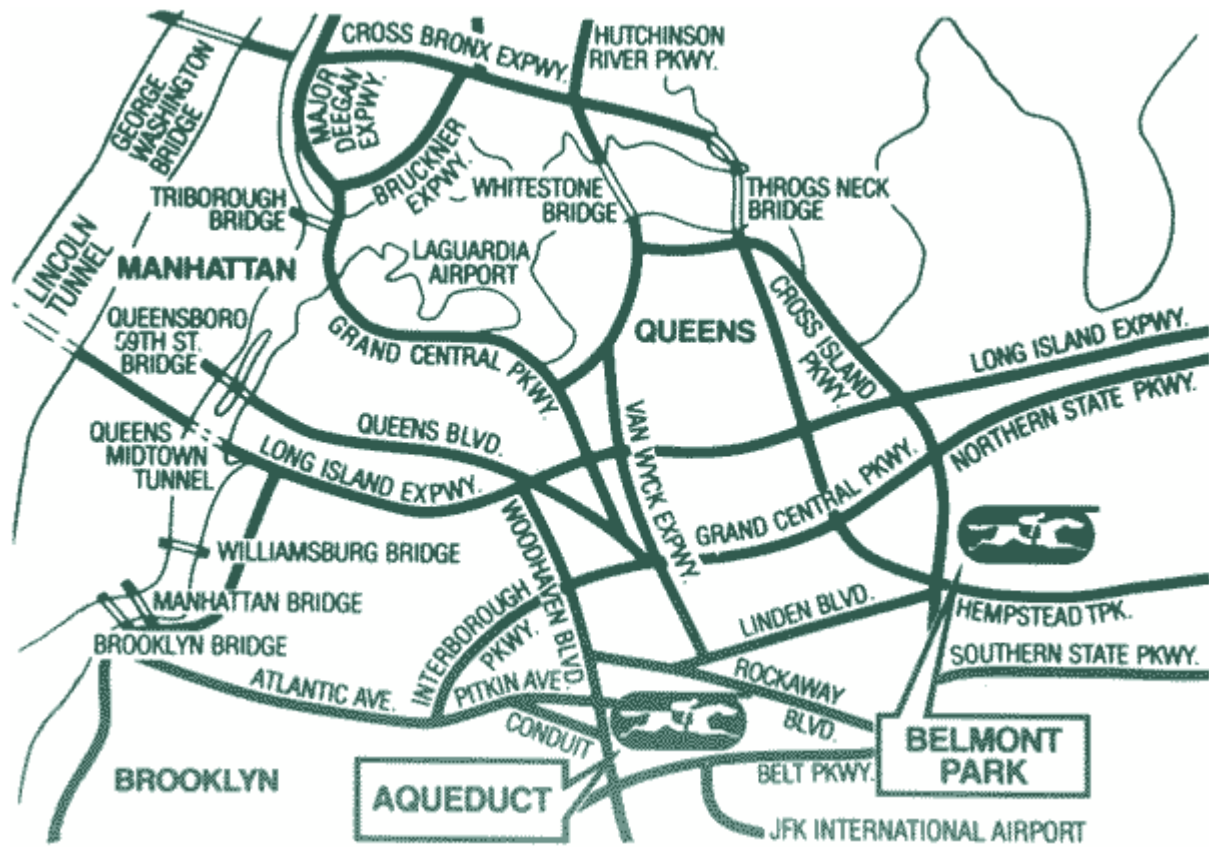 CROSS BRONX EXPWY.
HUTCHINSON
RIVER PKWY.
GEORGE
WASHINGTON
BRIDGE
MAJOR
DEEGAN
EXPWY.
BRUCKNER
EXPWY.
WHITESTONE
BRIDGE
THROGS NECK
BRIDGE
TRIBOROUGH
BRIDGE
LINCOLN
TUNNEL
MANHATTAN
LAGUARDIA
AIRPORT
QUEENSBORO
59TH ST.
BRIDGE
GRAND CENTRAL PKWY.
QUEENS
CROSS ISLAND
PKWY.
LONG ISLAND EXPWY.
NORTHERN STATE PKWY.
QUEENS
MIDTOWN
TUNNEL
QUEENS BLVD.
LONG ISLAND EXPWY.
VAN WYCK EXPWY.
GRAND CENTRAL PKWY.
WOODHAVEN BLVD.
WILLIAMSBURG BRIDGE
MANHATTAN BRIDGE
BROOKLYN BRIDGE
INTERBOROUGH
PKWY.
LINDEN BLVD.
HEMPSTEAD TPK.
SOUTHERN STATE PKWY.
ATLANTIC AVE.
PITKIN AVE.
ROCKAWAY
BLVD.
CONDUIT
BELMONT
PARK
BROOKLYN
AQUEDUCT
BELT PKWY.
JFK INTERNATIONAL AIRPORT